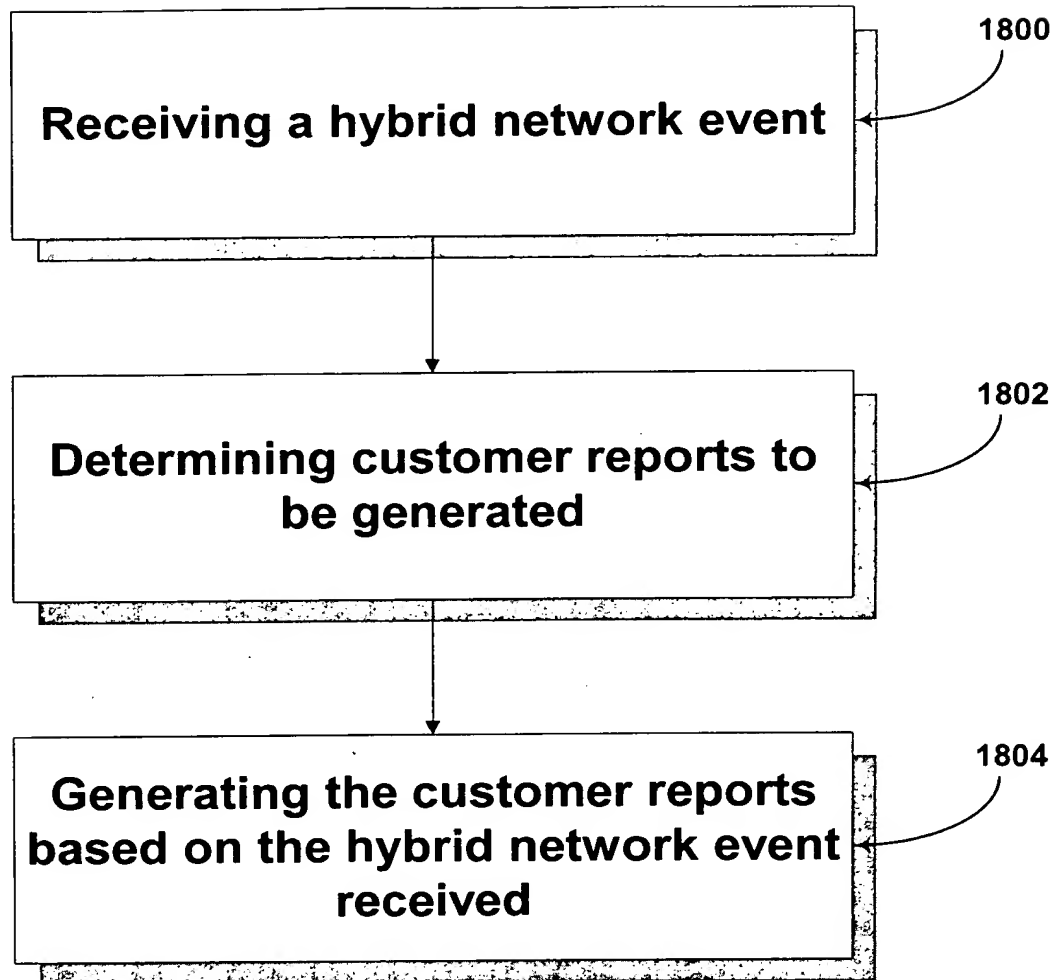 1800
Receiving a hybrid network event
1802
Determining customer reports to
be generated
1804
Generating the customer reports
based on the hybrid network event
received